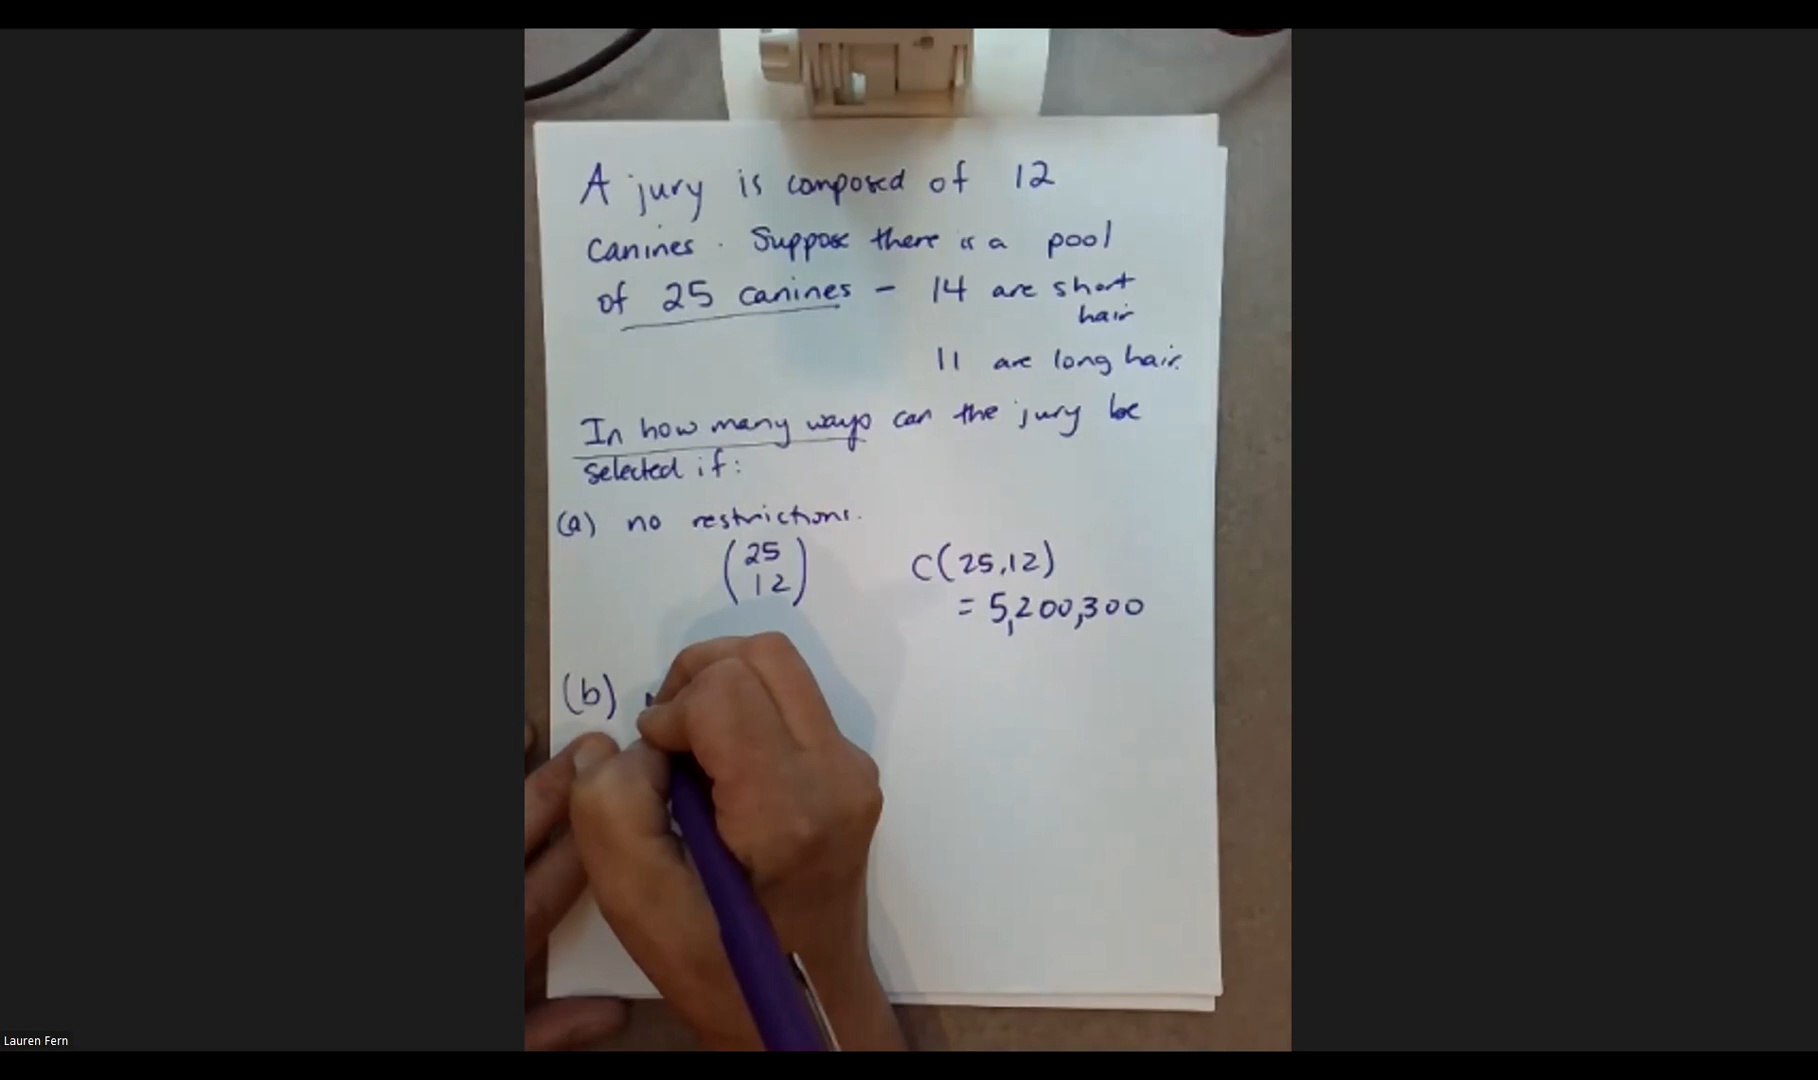 A jury is composed of 12
canines. Suppose there is a pool
of 25 canines - 14 are short
hair
11 are long hair.
In how many ways can the jury be
selected if:
(a) no restrictions.
(25 12) C(25,12)
= 5,200,300
(b)
Lauren Fern